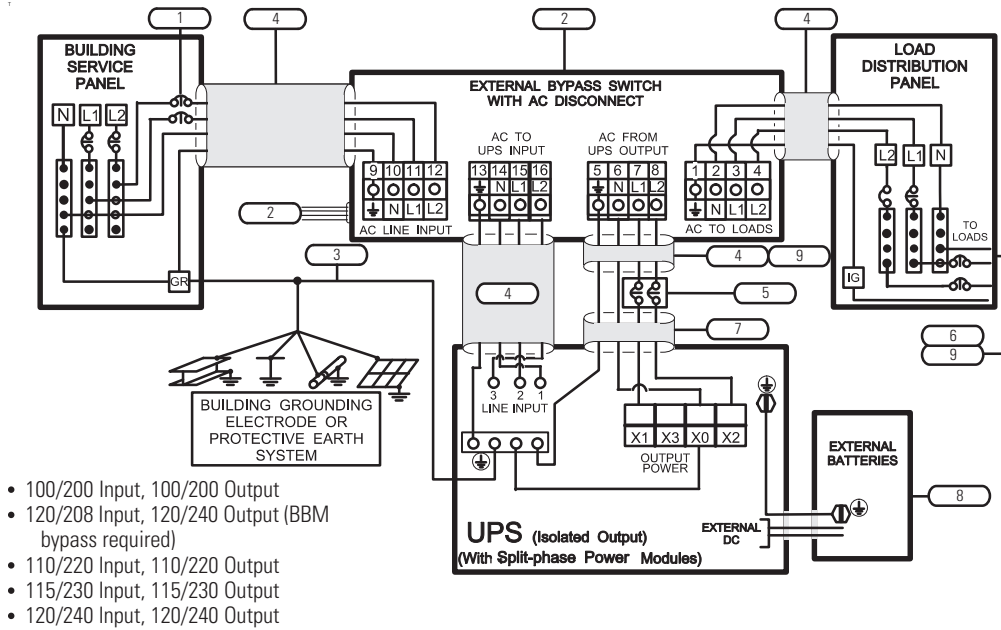 1
4
2
4
BUILDING
SERVICE
PANEL
N L1 L2
GR
EXTERNAL BYPASS SWITCH
WITH AC DISCONNECT
AC TO
UPS INPUT
AC FROM
UPS OUTPUT
9 10 11 12
N L1 L2
AC LINE INPUT
13 14 15 16
N L1 L2
5 6 7 8
N L1 L2
1 2 3 4
N L1 L2
AC TO LOADS
LOAD
DISTRIBUTION
PANEL
L2 L1 N
TO
LOADS
IG
2
3
4
4 9
5
7
6
9
BUILDING GROUNDING
ELECTRODE OR
PROTECTIVE EARTH
SYSTEM
3 2 1
LINE INPUT
X1 X3 X0 X2
OUTPUT
POWER
UPS (Isolated Output)
(With Split-phase Power Modules)
EXTERNAL
DC
EXTERNAL
BATTERIES
8
• 100/200 Input, 100/200 Output
• 120/208 Input, 120/240 Output (BBM
bypass required)
• 110/220 Input, 110/220 Output
• 115/230 Input, 115/230 Output
• 120/240 Input, 120/240 Output